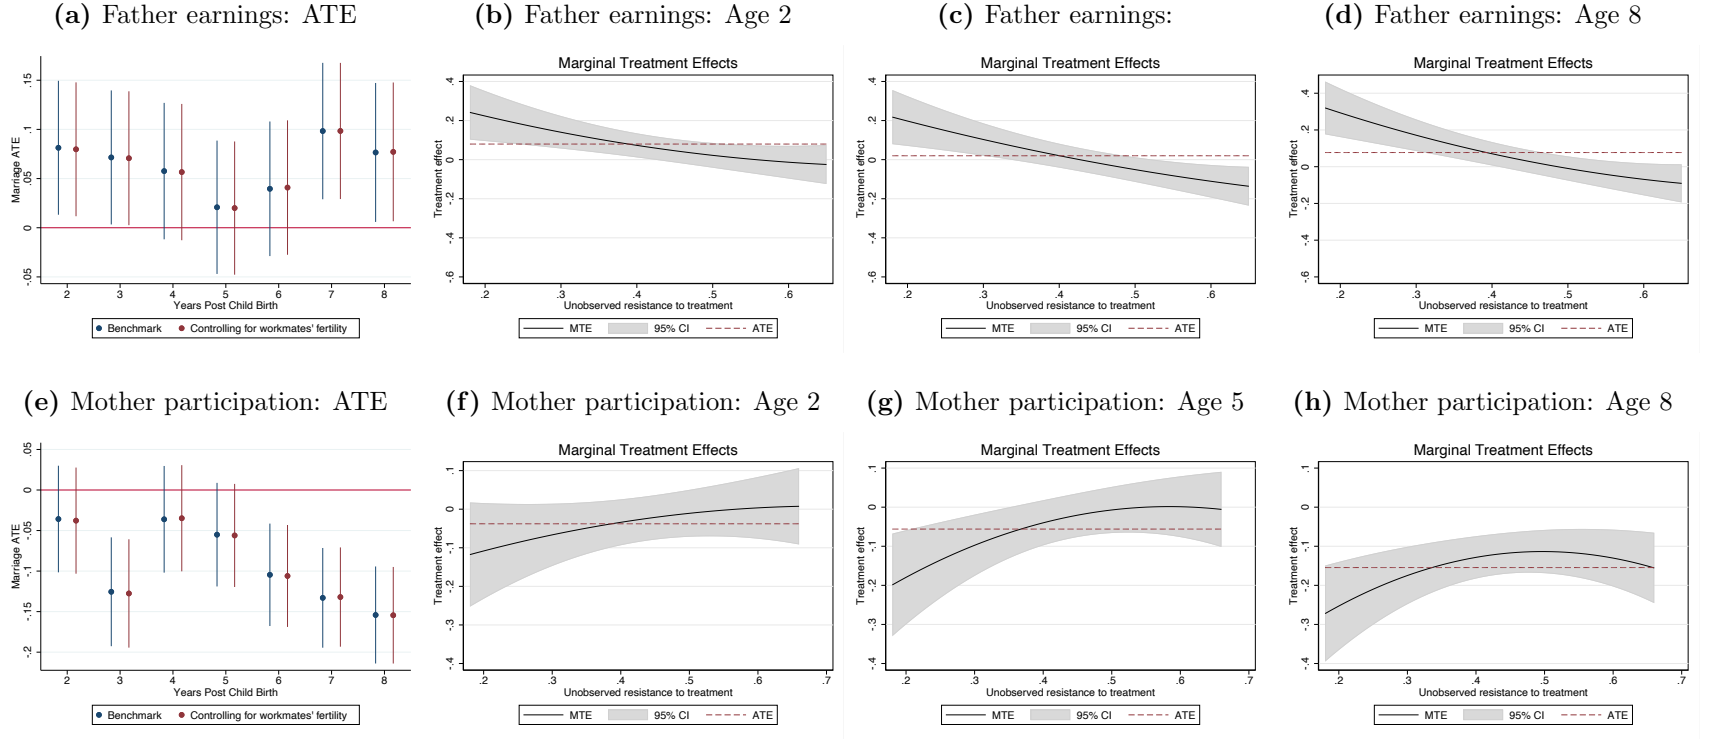 (a) Father earnings: ATE
(b) Father earnings: Age 2
(c) Father earnings:
(d) Father earnings: Age 8
Marriage ATE
.15
.1
.05
0
-.05
2 3 4 5 6 7 8
Years Post Child Birth
Benchmark Controlling for workmates' fertility
Marginal Treatment Effects
Treatment effect
.4
.2
0
-.2
-.4
-.6
.2 .3 .4 .5 .6
Unobserved resistance to treatment
MTE 95% CI ATE
Marginal Treatment Effects
Treatment effect
.4
.2
0
-.2
-.4
-.6
.2 .3 .4 .5 .6
Unobserved resistance to treatment
MTE 95% CI ATE
Marginal Treatment Effects
Treatment effect
.4
.2
0
-.2
-.4
-.6
.2 .3 .4 .5 .6
Unobserved resistance to treatment
MTE 95% CI ATE
(e) Mother participation: ATE
(f) Mother participation: Age 2
(g) Mother participation: Age 5
(h) Mother participation: Age 8
Marriage ATE
.05
0
-.05
-.1
-.15
-.2
2 3 4 5 6 7 8
Years Post Child Birth
Benchmark Controlling for workmates' fertility
Marginal Treatment Effects
Treatment effect
.1
0
-.1
-.2
-.3
-.4
.2 .3 .4 .5 .6 .7
Unobserved resistance to treatment
MTE 95% CI ATE
Marginal Treatment Effects
Treatment effect
.1
0
-.1
-.2
-.3
-.4
.2 .3 .4 .5 .6 .7
Unobserved resistance to treatment
MTE 95% CI ATE
Marginal Treatment Effects
Treatment effect
.1
0
-.1
-.2
-.3
-.4
.2 .3 .4 .5 .6 .7
Unobserved resistance to treatment
MTE 95% CI ATE